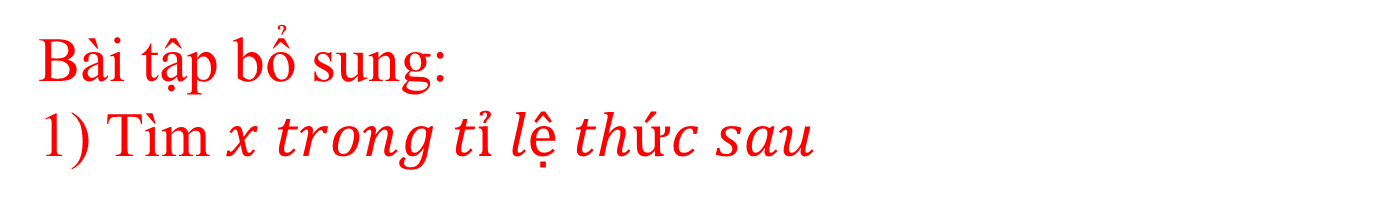 Bài tập bổ sung:
1) Tìm x trong tỉ lệ thức sau